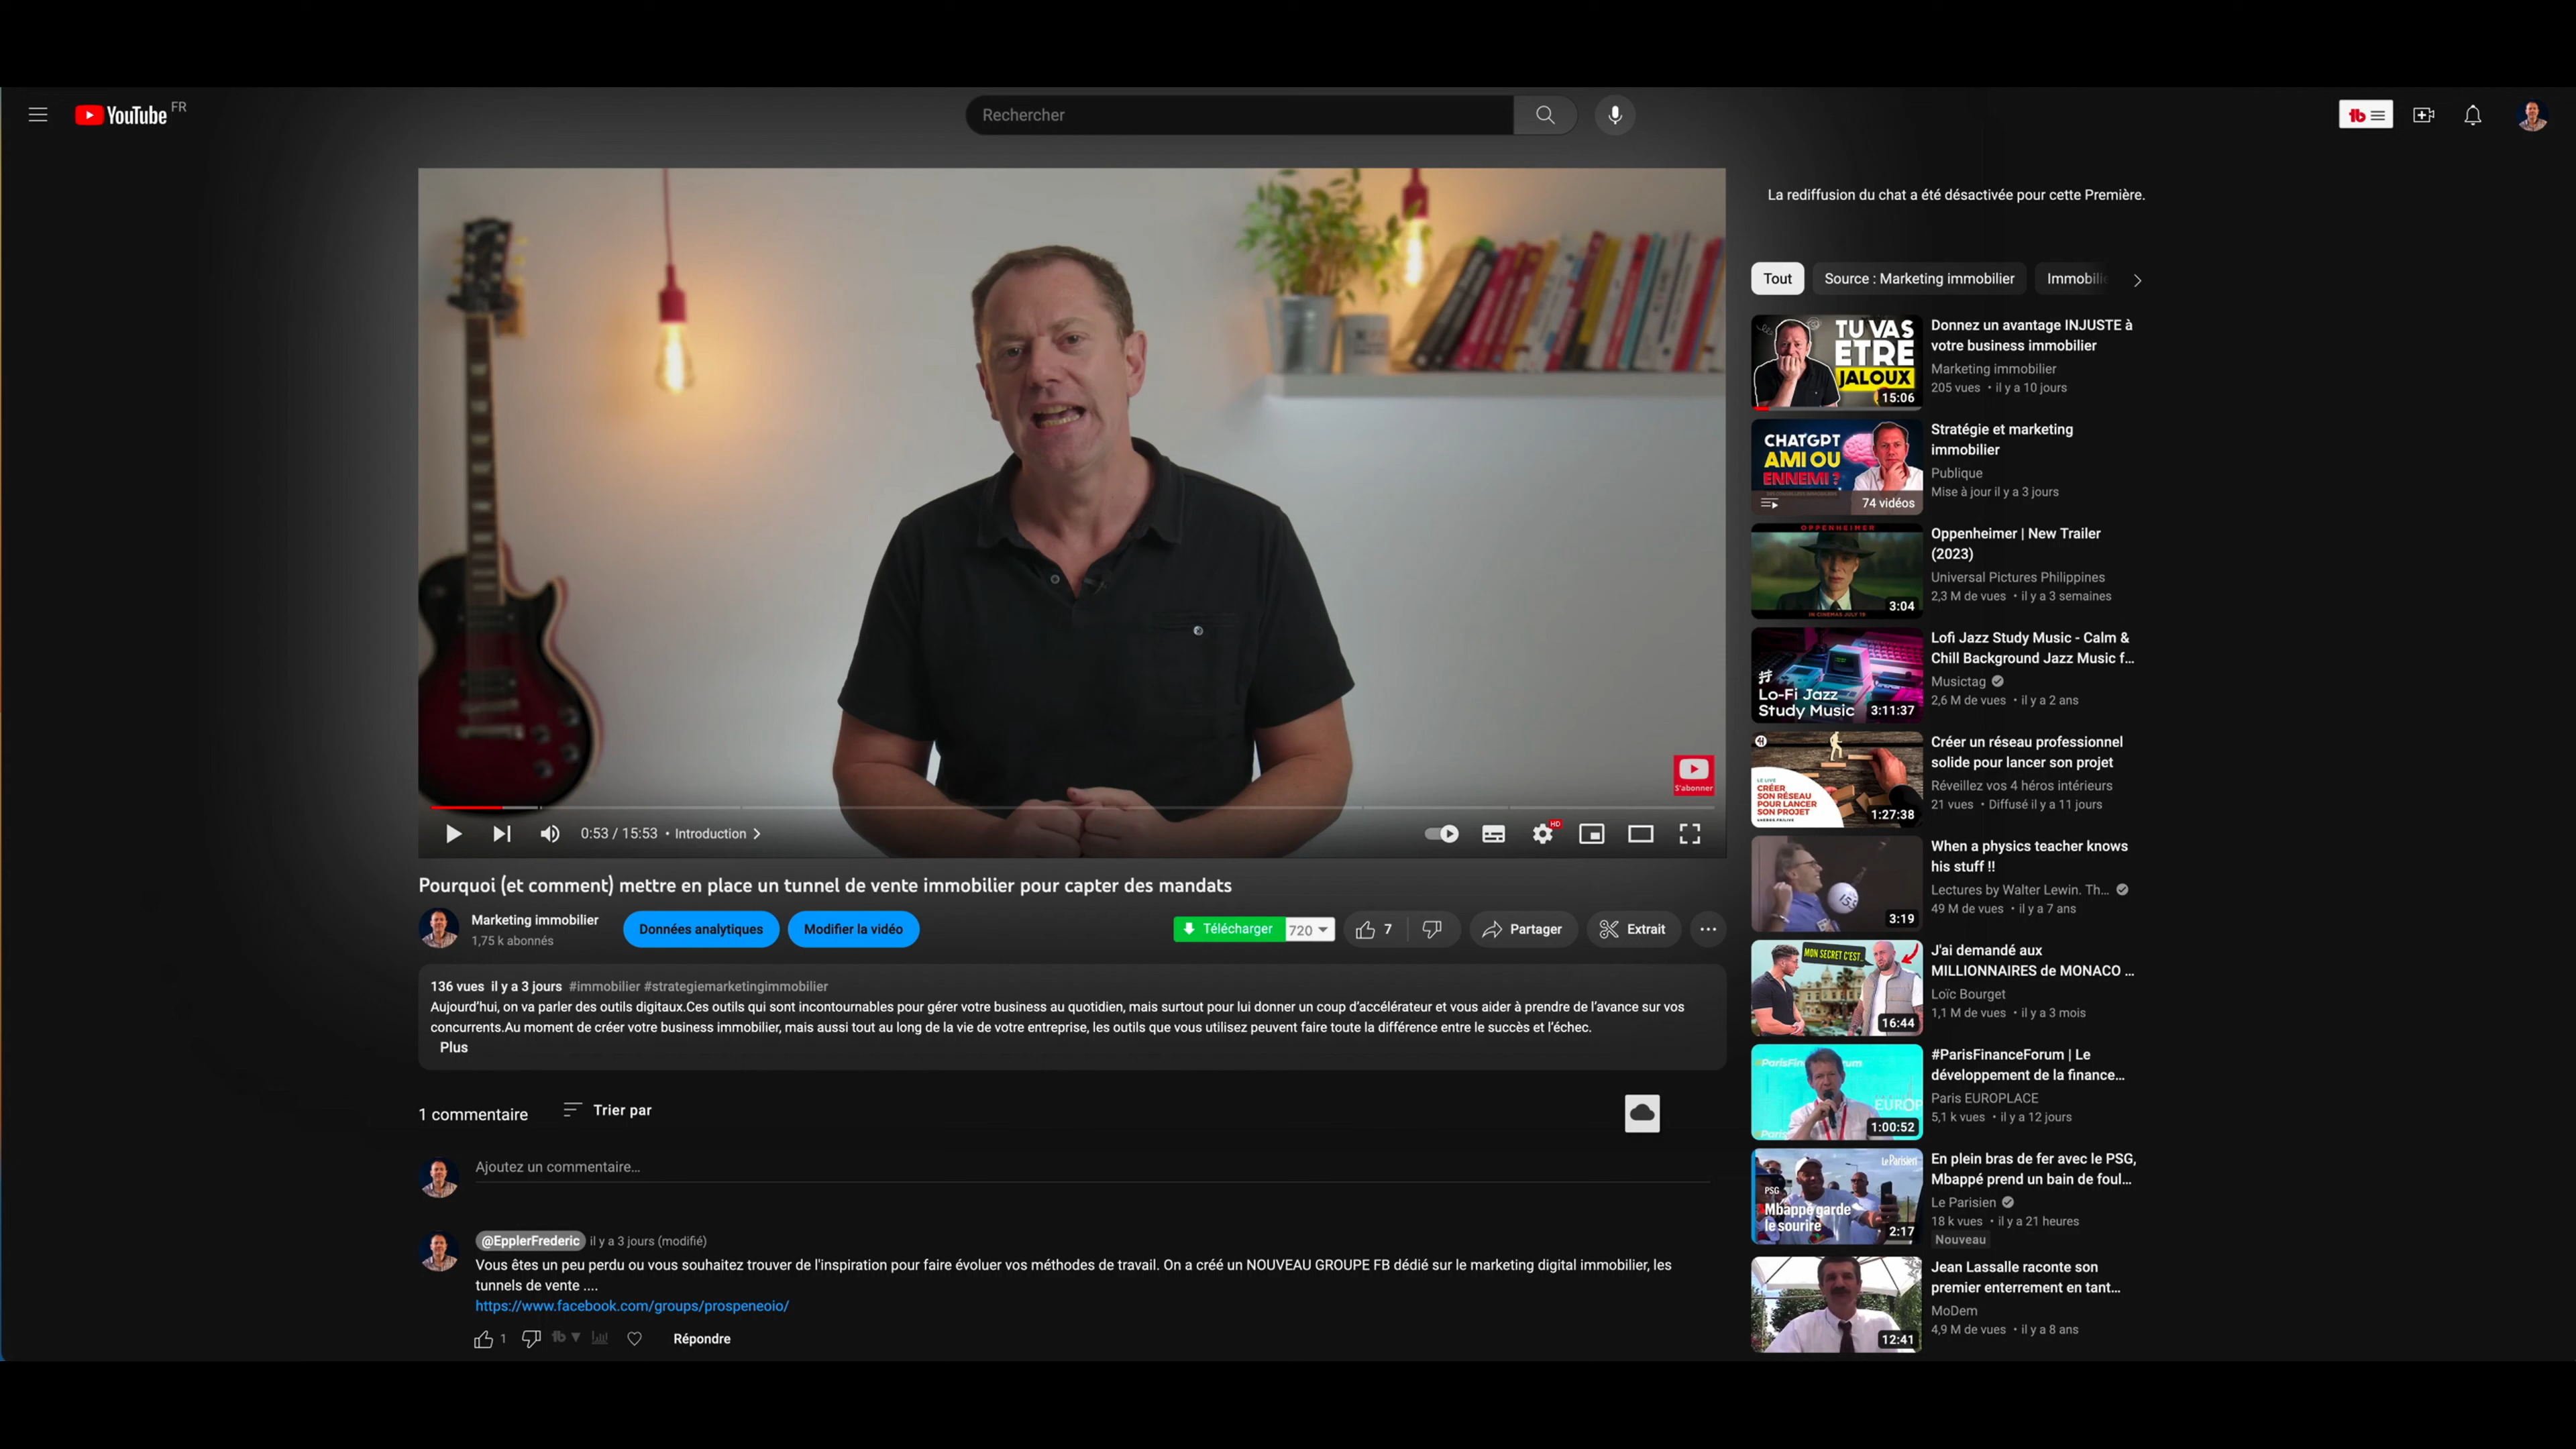 YouTube FR
Rechercher
La rediffusion du chat a été désactivée pour cette Première.
Tout
Source : Marketing immobilier
TU VAS
ETRE
JALOUX
15:06
Donnez un avantage INJUSTE à
votre business immobilier
Marketing immobilier
205 vues • il y a 10 jours
CHATGPT
AMI OU
ENNEMI ?
74 vidéos
Stratégie et marketing
immobilier
Publique
Mise à jour il y a 3 jours
OPPENHEIMER
3:04
Oppenheimer | New Trailer
(2023)
Universal Pictures Philippines
2,3 M de vues • il y a 3 semaines
Lo-Fi Jazz
Study Music
3:11:37
Lofi Jazz Study Music - Calm &
Chill Background Jazz Music f...
Musictag
2,6 M de vues • il y a 2 ans
LE LIVE
CRÉER
SON RÉSEAU
POUR LANCER
SON PROJET
1:27:38
Créer un réseau professionnel
solide pour lancer son projet
Réveillez vos 4 héros intérieurs
21 vues • Diffusé il y a 11 jours
3:19
When a physics teacher knows
his stuff !!
Lectures by Walter Lewin. Th...
49 M de vues • il y a 7 ans
MON SECRET C'EST...
16:44
J'ai demandé aux
MILLIONNAIRES de MONACO ...
Loïc Bourget
1,1 M de vues • il y a 3 mois
1:00:52
#ParisFinanceForum | Le
développement de la finance...
Paris EUROPLACE
5,1 k vues • il y a 12 jours
Le Parisien
PSG
Mbappé garde
le sourire
2:17
En plein bras de fer avec le PSG,
Mbappé prend un bain de foul...
Le Parisien
18 k vues • il y a 21 heures
Nouveau
12:41
Jean Lassalle raconte son
premier enterrement en tant...
MoDem
4,9 M de vues • il y a 8 ans
S'abonner
0:53 / 15:53 • Introduction
HD
Pourquoi (et comment) mettre en place un tunnel de vente immobilier pour capter des mandats
Marketing immobilier
1,75 k abonnés
Données analytiques
Modifier la vidéo
Télécharger 720
7
Partager
Extrait
136 vues il y a 3 jours #immobilier #strategiemarketingimmobilier
Aujourd'hui, on va parler des outils digitaux.Ces outils qui sont incontournables pour gérer votre business au quotidien, mais surtout pour lui donner un coup d'accélérateur et vous aider à prendre de l'avance sur vos
concurrents.Au moment de créer votre business immobilier, mais aussi tout au long de la vie de votre entreprise, les outils que vous utilisez peuvent faire toute la différence entre le succès et l'échec.
Plus
1 commentaire
Trier par
Ajoutez un commentaire...
@EpplerFrederic il y a 3 jours (modifié)
Vous êtes un peu perdu ou vous souhaitez trouver de l'inspiration pour faire évoluer vos méthodes de travail. On a créé un NOUVEAU GROUPE FB dédié sur le marketing digital immobilier, les
tunnels de vente ....
https://www.facebook.com/groups/prospeneoio/
1
Répondre